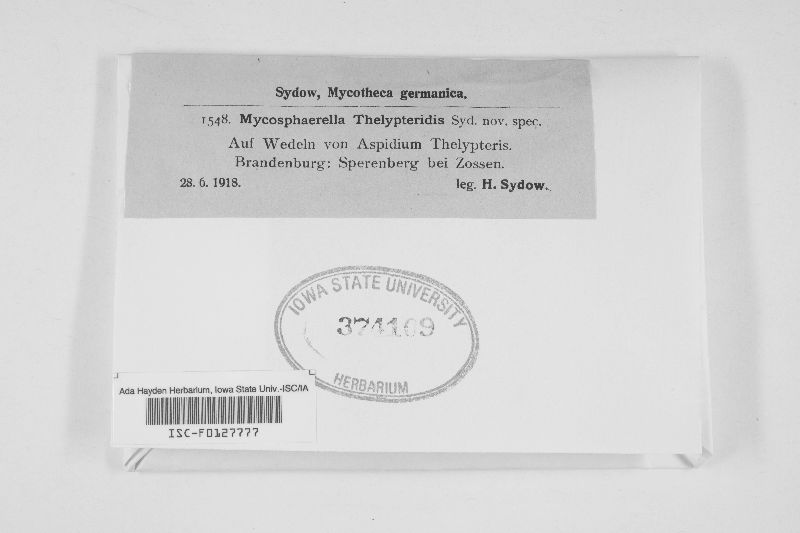 Sydow, Mycotheca germanica.
1548. Mycosphaerella Thelypteridis Syd. nov. spec.
Auf Wedeln von Aspidium Thelypteris.
Brandenburg: Sperenberg bei Zossen.
28. 6. 1918. leg. H. Sydow.
IOWA STATE UNIVERSITY
374169
HERBARIUM
Ada Hayden Herbarium, Iowa State Univ.-ISC/IA
ISC-F0127777